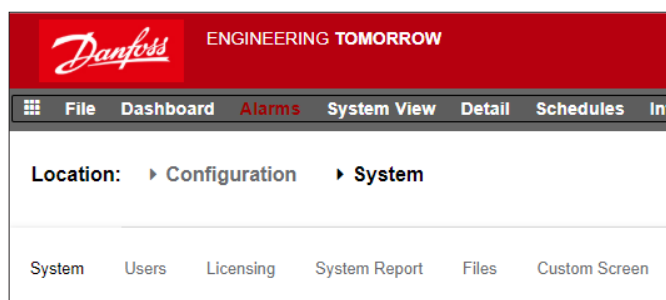 Danfoss ENGINEERING TOMORROW
File Dashboard Alarms System View Detail Schedules In
Location: Configuration System
System Users Licensing System Report Files Custom Screen